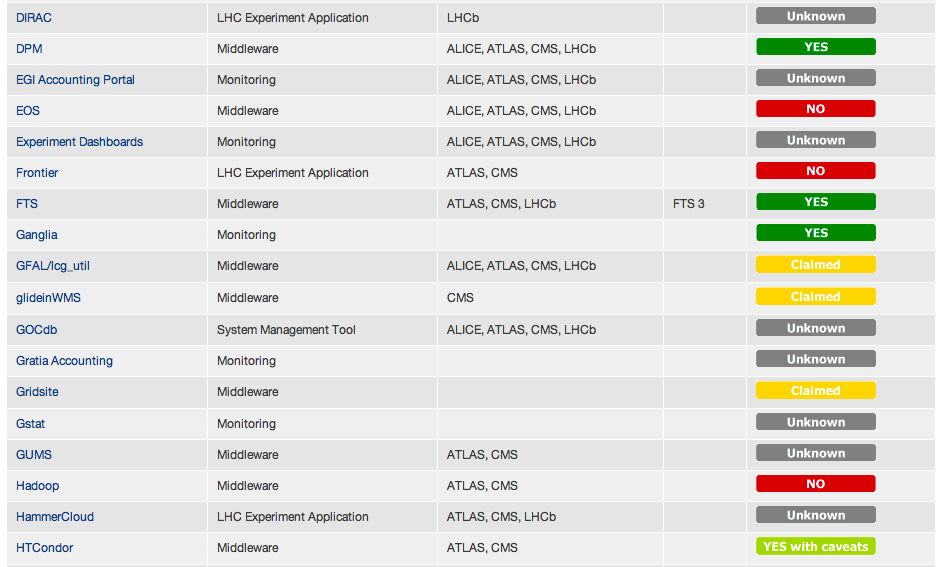 DIRAC LHC Experiment Application LHCb Unknown
DPM Middleware ALICE, ATLAS, CMS, LHCb YES
EGI Accounting Portal Monitoring ALICE, ATLAS, CMS, LHCb Unknown
EOS Middleware ALICE, ATLAS, CMS, LHCb NO
Experiment Dashboards Monitoring ALICE, ATLAS, CMS, LHCb Unknown
Frontier LHC Experiment Application ATLAS, CMS NO
FTS Middleware ATLAS, CMS, LHCb FTS 3 YES
Ganglia Monitoring YES
GFAL/lcg_util Middleware ALICE, ATLAS, CMS, LHCb Claimed
glideinWMS Middleware CMS Claimed
GOCdb System Management Tool ALICE, ATLAS, CMS, LHCb Unknown
Gratia Accounting Monitoring Unknown
Gridsite Middleware Claimed
Gstat Monitoring Unknown
GUMS Middleware ATLAS, CMS Unknown
Hadoop Middleware ATLAS, CMS NO
HammerCloud LHC Experiment Application ATLAS, CMS, LHCb Unknown
HTCondor Middleware ATLAS, CMS YES with caveats